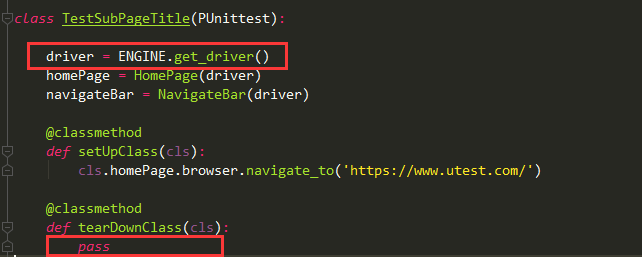 class TestSubPageTitle(PUnittest):
driver = ENGINE.get_driver()
homePage = HomePage(driver)
navigateBar = NavigateBar(driver)
@classmethod
def setUpClass(cls):
cls.homePage.browser.navigate_to('https://www.utest.com/')
@classmethod
def tearDownClass(cls):
pass